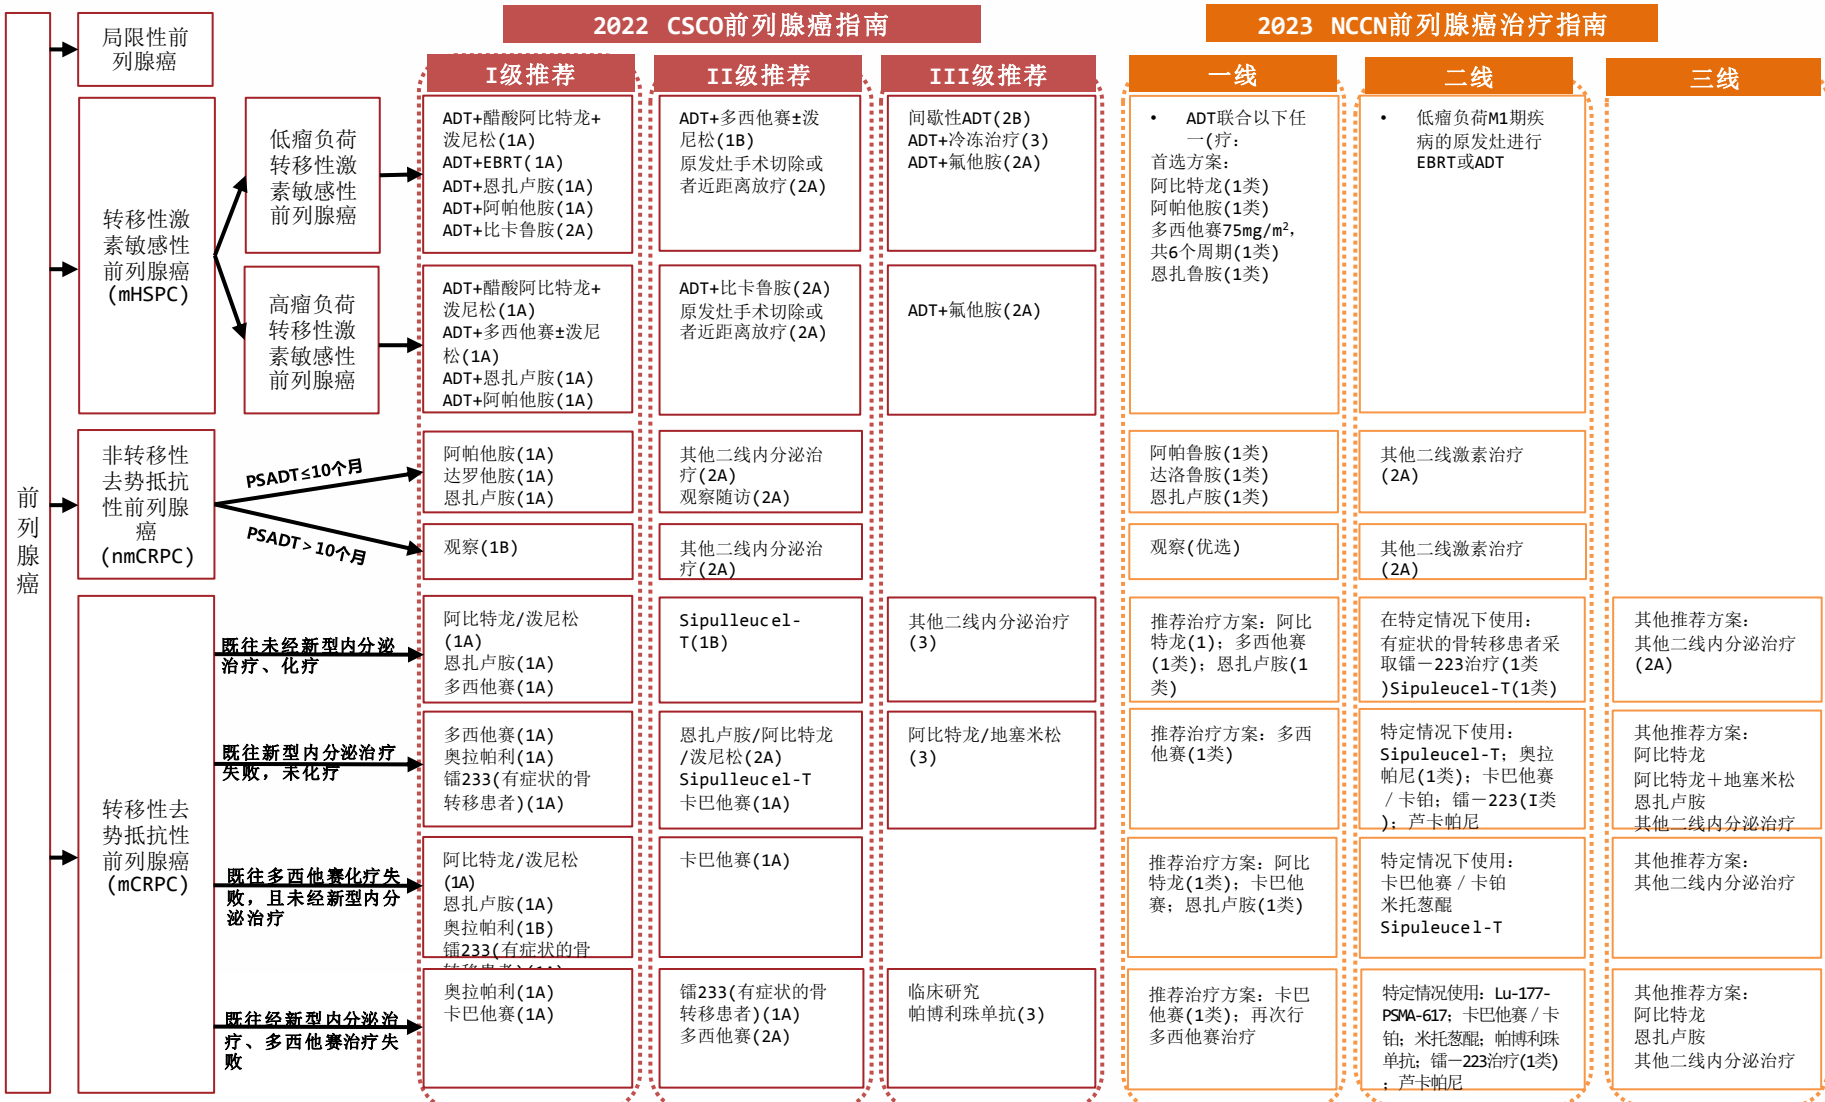 2022 CSCO前列腺癌指南
2023 NCCN前列腺癌治疗指南
I级推荐
II级推荐
III级推荐
一线
二线
三线
前
列
腺
癌
局限性前
列腺癌
转移性激
素敏感性
前列腺癌
(mHSPC)
低瘤负荷
转移性激
素敏感性
前列腺癌
ADT+醋酸阿比特龙+
泼尼松(1A)
ADT+EBRT(1A)
ADT+恩扎卢胺(1A)
ADT+阿帕他胺(1A)
ADT+比卡鲁胺(2A)
ADT+多西他赛±泼
尼松(1B)
原发灶手术切除或
者近距离放疗(2A)
间歇性ADT(2B)
ADT+冷冻治疗(3)
ADT+氟他胺(2A)
• ADT联合以下任
一(疗:
首选方案:
阿比特龙(1类)
阿帕他胺(1类)
多西他赛75mg/m²,
共6个周期(1类)
恩扎鲁胺(1类)
• 低瘤负荷M1期疾
病的原发灶进行
EBRT或ADT
高瘤负荷
转移性激
素敏感性
前列腺癌
ADT+醋酸阿比特龙+
泼尼松(1A)
ADT+多西他赛±泼尼
松(1A)
ADT+恩扎卢胺(1A)
ADT+阿帕他胺(1A)
ADT+比卡鲁胺(2A)
原发灶手术切除或
者近距离放疗(2A)
ADT+氟他胺(2A)
非转移性
去势抵抗
性前列腺
癌
(nmCRPC)
PSADT≤10个月
阿帕他胺(1A)
达罗他胺(1A)
恩扎卢胺(1A)
其他二线内分泌治
疗(2A)
观察随访(2A)
阿帕鲁胺(1类)
达洛鲁胺(1类)
恩扎卢胺(1类)
其他二线激素治疗
(2A)
PSADT﹥10个月
观察(1B)
其他二线内分泌治
疗(2A)
观察(优选)
其他二线激素治疗
(2A)
转移性去
势抵抗性
前列腺癌
(mCRPC)
既往未经新型内分泌
治疗、化疗
阿比特龙/泼尼松
(1A)
恩扎卢胺(1A)
多西他赛(1A)
Sipulleucel-
T(1B)
其他二线内分泌治疗
(3)
推荐治疗方案: 阿比
特龙(1); 多西他赛
(1类); 恩扎卢胺(1
类)
在特定情况下使用:
有症状的骨转移患者采
取镭－223治疗(1类
)Sipuleucel-T(1类)
其他推荐方案:
其他二线内分泌治疗
(2A)
既往新型内分泌治疗
失败, 未化疗
多西他赛(1A)
奥拉帕利(1A)
镭233(有症状的骨
转移患者)(1A)
恩扎卢胺/阿比特龙
/泼尼松(2A)
Sipulleucel-T
卡巴他赛(1A)
阿比特龙/地塞米松
(3)
推荐治疗方案: 多西
他赛(1类)
特定情况下使用:
Sipuleucel-T; 奥拉
帕尼(1类); 卡巴他赛
／卡铂; 镭－223(I类
); 芦卡帕尼
其他推荐方案:
阿比特龙
阿比特龙＋地塞米松
恩扎卢胺
其他二线内分泌治疗
既往多西他赛化疗失
败, 且未经新型内分
泌治疗
阿比特龙/泼尼松
(1A)
恩扎卢胺(1A)
奥拉帕利(1B)
镭233(有症状的骨
转移患者)(1A)
卡巴他赛(1A)
推荐治疗方案: 阿比
特龙(1类); 卡巴他
赛; 恩扎卢胺(1类)
特定情况下使用:
卡巴他赛／卡铂
米托葱醌
Sipuleucel-T
其他推荐方案:
其他二线内分泌治疗
既往经新型内分泌治
疗、多西他赛治疗失
败
奥拉帕利(1A)
卡巴他赛(1A)
镭233(有症状的骨
转移患者)(1A)
多西他赛(2A)
临床研究
帕博利珠单抗(3)
推荐治疗方案: 卡巴
他赛(1类); 再次行
多西他赛治疗
特定情况使用: Lu-177-
PSMA-617; 卡巴他赛／卡
铂; 米托葱醌; 帕博利珠
单抗; 镭－223治疗(1类)
; 芦卡帕尼
其他推荐方案:
阿比特龙
恩扎卢胺
其他二线内分泌治疗